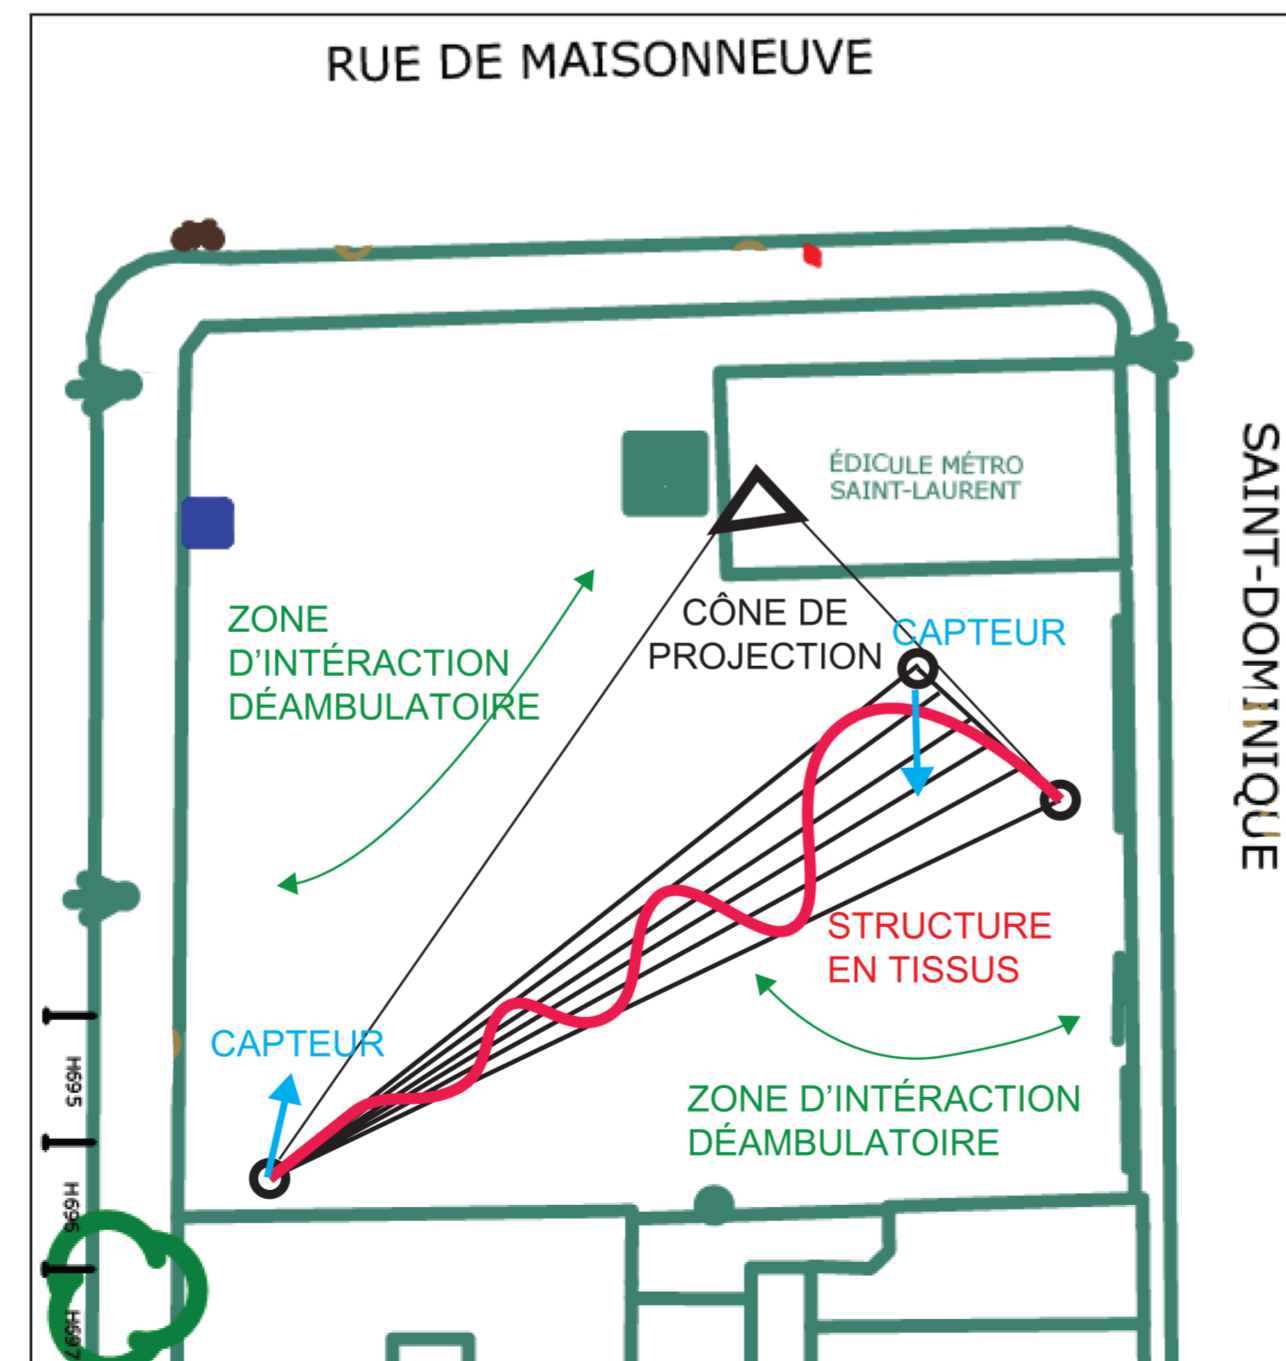 RUE DE MAISONNEUVE
ÉDICULE MÉTRO
SAINT-LAURENT
SAINT-DOMINIQUE
ZONE
D'INTÉRACTION
DÉAMBULATOIRE
CÔNE DE
PROJECTION
CAPTEUR
STRUCTURE
EN TISSUS
CAPTEUR
ZONE D'INTÉRACTION
DÉAMBULATOIRE
H695
H696
H697